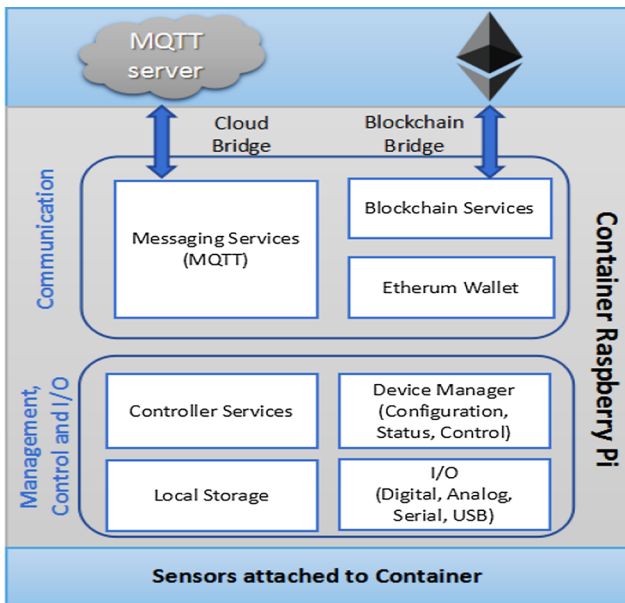 MQTT
server
Cloud
Bridge
Blockchain
Bridge
Communication
Messaging Services
(MQTT)
Blockchain Services
Etherum Wallet
Container Raspberry Pi
Management,
Control and I/O
Controller Services
Device Manager
(Configuration,
Status, Control)
Local Storage
I/O
(Digital, Analog,
Serial, USB)
Sensors attached to Container